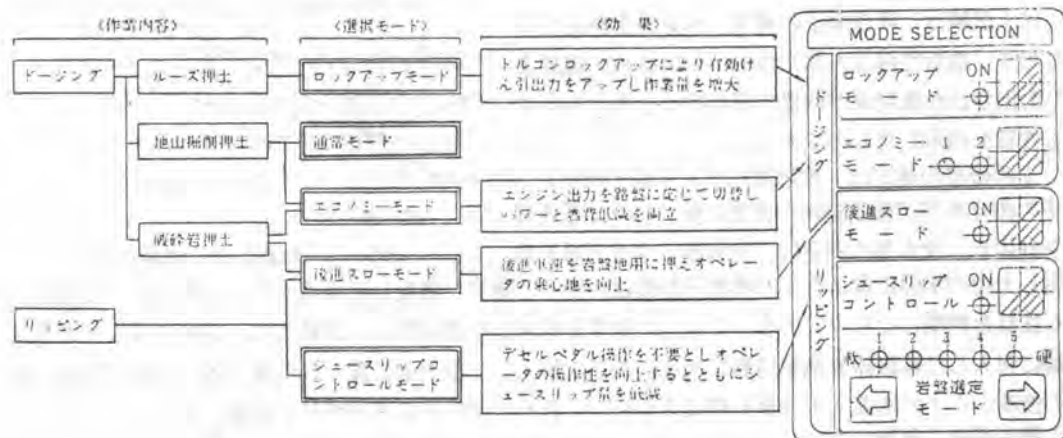 〈作業内容〉
〈選択モード〉
〈効 果〉
ドージング
ルーズ押土
ロックアップモード
トルコンロックアップにより有効け
ん引出力をアップし作業量を増大
地山掘削押土
通常モード
エコノミーモード
エンジン出力を路盤に応じて切替し
パワーと燃費低減を両立
破砕岩押土
後進スローモード
後進車速を岩盤地用に押えオペレー
タの乗心地を向上
リッピング
シュースリップコ
ントロールモード
デセルペダル操作を不要としオペレ
ータの操作性を向上するとともにシ
ュースリップ量を低減
MODE SELECTION
ドージング
ロックアップ ON
モード
エコノミー 1 2
モード
後進スロー ON
モード
リッピング
シュースリップ ON
コントロール
1 2 3 4 5
軟 硬
岩盤選定
モード